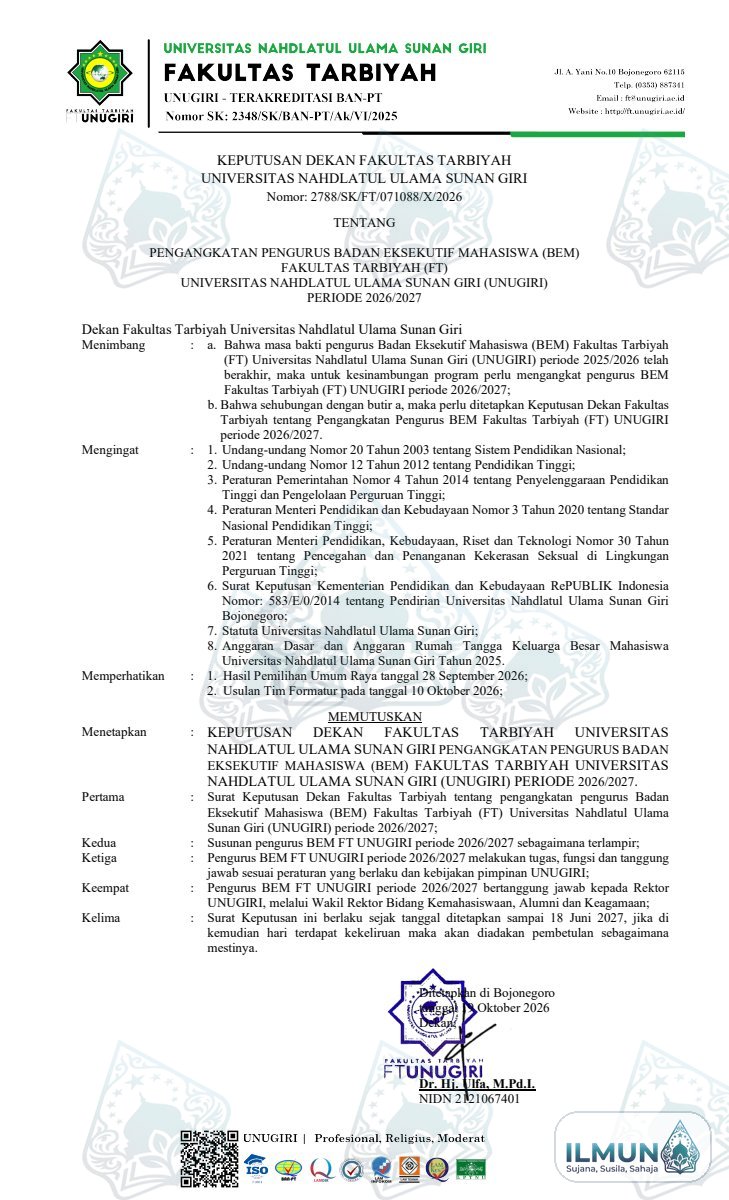 UNIVERSITAS NAHDLATUL ULAMA SUNAN GIRI
FAKULTAS TARBIYAH
UNUGIRI - TERAKREDITASI BAN-PT
Nomor SK: 2348/SK/BAN-PT/Ak/VI/2025
FAKULTAS TARBIYAH
FTUNUGIRI
Jl. A. Yani No.10 Bojonegoro 62115
Telp. (0353) 887341
Email : ft@unugiri.ac.id
Website : http://ft.unugiri.ac.id/
KEPUTUSAN DEKAN FAKULTAS TARBIYAH
UNIVERSITAS NAHDLATUL ULAMA SUNAN GIRI
Nomor: 2788/SK/FT/071088/X/2026
TENTANG
PENGANGKATAN PENGURUS BADAN EKSEKUTIF MAHASISWA (BEM)
FAKULTAS TARBIYAH (FT)
UNIVERSITAS NAHDLATUL ULAMA SUNAN GIRI (UNUGIRI)
PERIODE 2026/2027
Dekan Fakultas Tarbiyah Universitas Nahdlatul Ulama Sunan Giri
Menimbang : a. Bahwa masa bakti pengurus Badan Eksekutif Mahasiswa (BEM) Fakultas Tarbiyah
(FT) Universitas Nahdlatul Ulama Sunan Giri (UNUGIRI) periode 2025/2026 telah
berakhir, maka untuk kesinambungan program perlu mengangkat pengurus BEM
Fakultas Tarbiyah (FT) UNUGIRI periode 2026/2027;
b. Bahwa sehubungan dengan butir a, maka perlu ditetapkan Keputusan Dekan Fakultas
Tarbiyah tentang Pengangkatan Pengurus BEM Fakultas Tarbiyah (FT) UNUGIRI
periode 2026/2027.
Mengingat : 1. Undang-undang Nomor 20 Tahun 2003 tentang Sistem Pendidikan Nasional;
2. Undang-undang Nomor 12 Tahun 2012 tentang Pendidikan Tinggi;
3. Peraturan Pemerintahan Nomor 4 Tahun 2014 tentang Penyelenggaraan Pendidikan
Tinggi dan Pengelolaan Perguruan Tinggi;
4. Peraturan Menteri Pendidikan dan Kebudayaan Nomor 3 Tahun 2020 tentang Standar
Nasional Pendidikan Tinggi;
5. Peraturan Menteri Pendidikan, Kebudayaan, Riset dan Teknologi Nomor 30 Tahun
2021 tentang Pencegahan dan Penanganan Kekerasan Seksual di Lingkungan
Perguruan Tinggi;
6. Surat Keputusan Kementerian Pendidikan dan Kebudayaan RePUBLIK Indonesia
Nomor: 583/E/0/2014 tentang Pendirian Universitas Nahdlatul Ulama Sunan Giri
Bojonegoro;
7. Statuta Universitas Nahdlatul Ulama Sunan Giri;
8. Anggaran Dasar dan Anggaran Rumah Tangga Keluarga Besar Mahasiswa
Universitas Nahdlatul Ulama Sunan Giri Tahun 2025.
Memperhatikan : 1. Hasil Pemilihan Umum Raya tanggal 28 September 2026;
2. Usulan Tim Formatur pada tanggal 10 Oktober 2026;
MEMUTUSKAN
Menetapkan : KEPUTUSAN DEKAN FAKULTAS TARBIYAH UNIVERSITAS
NAHDLATUL ULAMA SUNAN GIRI PENGANGKATAN PENGURUS BADAN
EKSEKUTIF MAHASISWA (BEM) FAKULTAS TARBIYAH UNIVERSITAS
NAHDLATUL ULAMA SUNAN GIRI (UNUGIRI) PERIODE 2026/2027.
Pertama : Surat Keputusan Dekan Fakultas Tarbiyah tentang pengangkatan pengurus Badan
Eksekutif Mahasiswa (BEM) Fakultas Tarbiyah (FT) Universitas Nahdlatul Ulama
Sunan Giri (UNUGIRI) periode 2026/2027;
Kedua : Susunan pengurus BEM FT UNUGIRI periode 2026/2027 sebagaimana terlampir;
Ketiga : Pengurus BEM FT UNUGIRI periode 2026/2027 melakukan tugas, fungsi dan tanggung
jawab sesuai peraturan yang berlaku dan kebijakan pimpinan UNUGIRI;
Keempat : Pengurus BEM FT UNUGIRI periode 2026/2027 bertanggung jawab kepada Rektor
UNUGIRI, melalui Wakil Rektor Bidang Kemahasiswaan, Alumni dan Keagamaan;
Kelima : Surat Keputusan ini berlaku sejak tanggal ditetapkan sampai 18 Juni 2027, jika di
kemudian hari terdapat kekeliruan maka akan diadakan pembetulan sebagaimana
mestinya.
Ditetapkan di Bojonegoro
tanggal 19 Oktober 2026
Dekan,
FAKULTAS TARBIYAH
FTUNUGIRI
Dr. Hj. Ulfa, M.Pd.I.
NIDN 2121067401
UNUGIRI | Profesional, Religius, Moderat
ISO
BAN-PT
ILMUN
Sujana, Susila, Sahaja